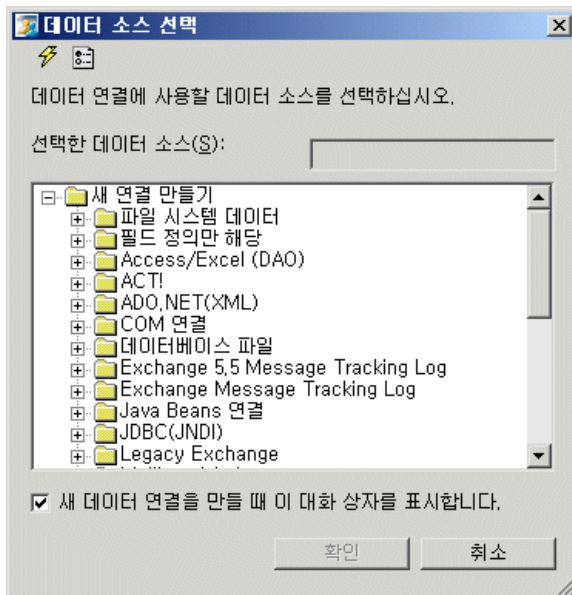 데이터 소스 선택
데이터 연결에 사용할 데이터 소스를 선택하십시오.
선택한 데이터 소스(S):
새 연결 만들기
파일 시스템 데이터
필드 정의만 해당
Access/Excel (DAO)
ACT!
ADO.NET(XML)
COM 연결
데이터베이스 파일
Exchange 5.5 Message Tracking Log
Exchange Message Tracking Log
Java Beans 연결
JDBC(JNDI)
Legacy Exchange
새 데이터 연결을 만들 때 이 대화 상자를 표시합니다.
확인 취소